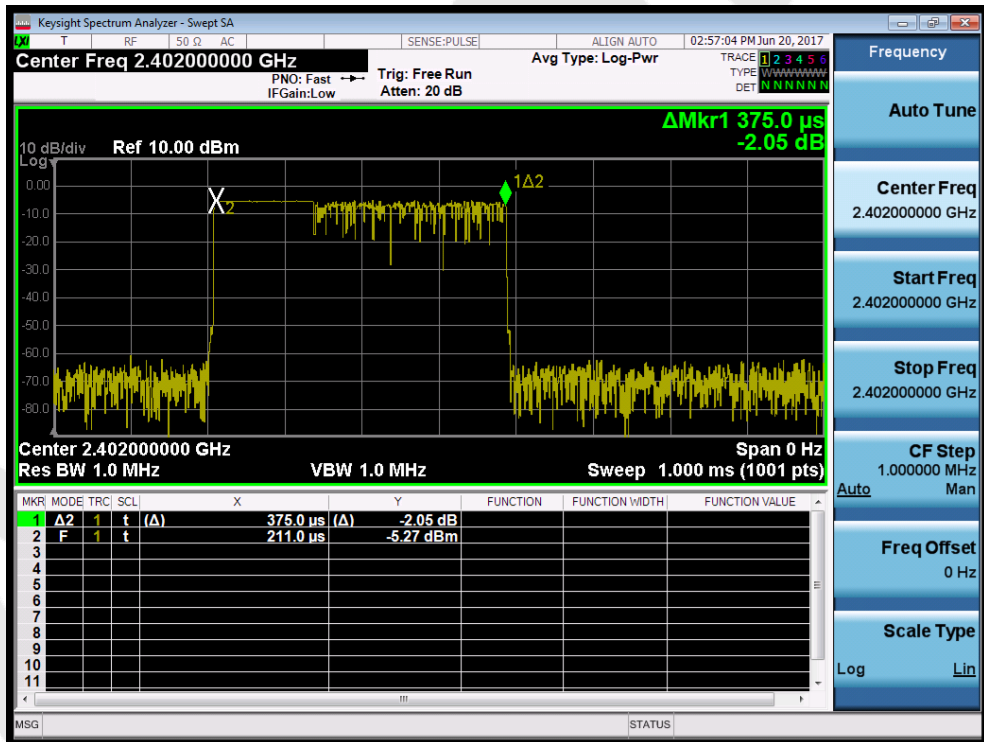 Keysight Spectrum Analyzer - Swept SA
LXI T RF 50 Ω AC SENSE:PULSE ALIGN AUTO 02:57:04 PM Jun 20, 2017
Center Freq 2.402000000 GHz
PNO: Fast
IFGain:Low
Trig: Free Run
Atten: 20 dB
Avg Type: Log-Pwr
TRACE 1 2 3 4 5 6
TYPE WWWWWW
DET N N N N N N
ΔMkr1 375.0 µs
-2.05 dB
10 dB/div Ref 10.00 dBm
Log
0.00
-10.0
-20.0
-30.0
-40.0
-50.0
-60.0
-70.0
-80.0
X2
1Δ2
Center 2.402000000 GHz Span 0 Hz
Res BW 1.0 MHz VBW 1.0 MHz Sweep 1.000 ms (1001 pts)
MKR MODE TRC SCL X Y FUNCTION FUNCTION WIDTH FUNCTION VALUE
1 Δ2 1 t (Δ) 375.0 µs (Δ) -2.05 dB
2 F 1 t 211.0 µs -5.27 dBm
3
4
5
6
7
8
9
10
11
MSG STATUS
Frequency
Auto Tune
Center Freq
2.402000000 GHz
Start Freq
2.402000000 GHz
Stop Freq
2.402000000 GHz
CF Step
1.000000 MHz
Auto Man
Freq Offset
0 Hz
Scale Type
Log Lin